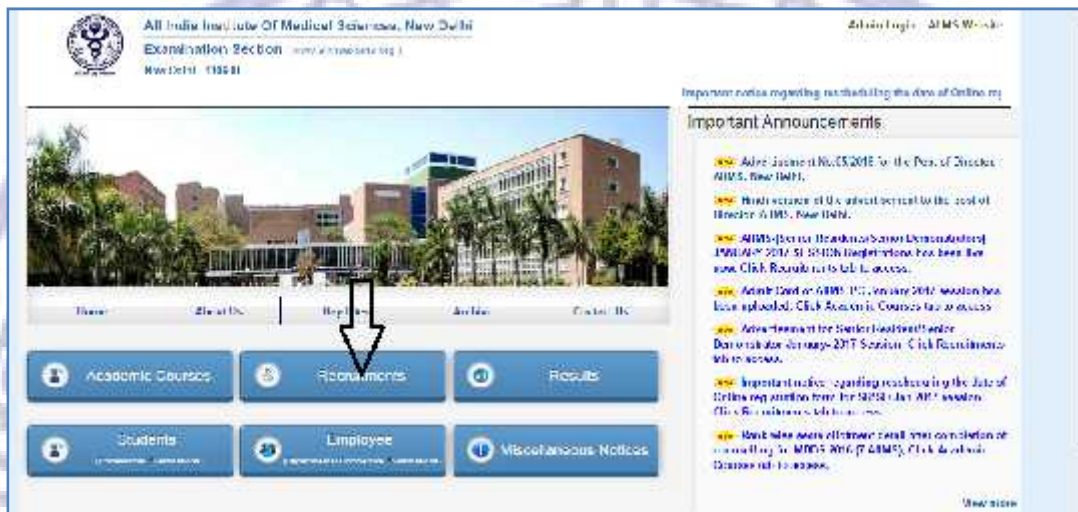 All India Institute Of Medical Sciences, New Delhi
Examination Section
New Delhi
Admin Login AIIMS Website
Important notice regarding rescheduling the date of Online
Important Announcements
Advertisement No.05/2016 for the Post of Director
AIIMS, New Delhi.
Hindi version of the advertisement to the post of
Director AIIMS, New Delhi.
AIIMS-[Senior Residents/Senior Demonstrators]
JANUARY 2017 SESSION Registrations has been live
now. Click Recruitments tab to access.
Admit Card of AIIMS PG January 2017 session has
been uploaded. Click Academic Courses tab to access
Advertisement for Senior Resident/Senior
Demonstrator January- 2017 Session. Click Recruitments
tab to access.
Important notice regarding rescheduling the date of
Online registration form for Jan 2017 session
Click Recruitments tab to access
Rank wise seats allotment detail after completion of
counselling for 2016 (7 AIIMS), Click Academic
Courses tab to access.
View more
Home About Us Archive Contact Us
Academic Courses Recruitments Results
Students Employee Miscellaneous Notices